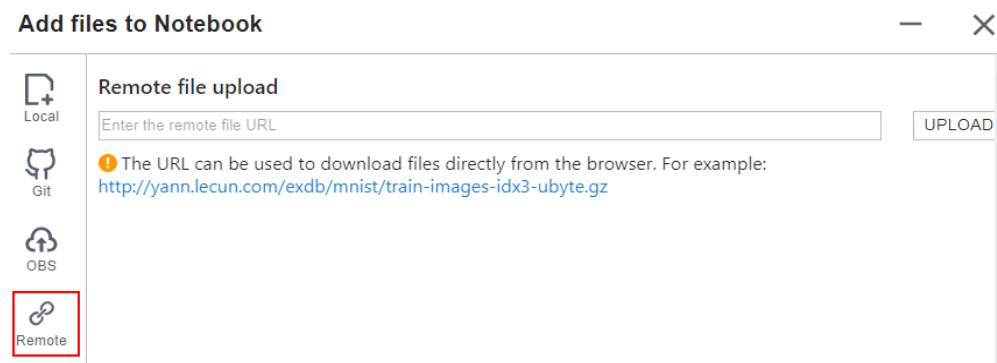 Add files to Notebook
Local
Git
OBS
Remote
Remote file upload
Enter the remote file URL
UPLOAD
The URL can be used to download files directly from the browser. For example:
http://yann.lecun.com/exdb/mnist/train-images-idx3-ubyte.gz